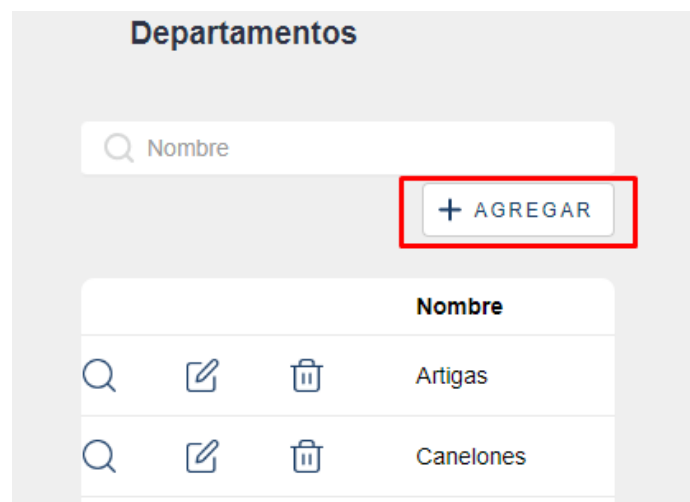 Departamentos
Nombre
AGREGAR
Nombre
Artigas
Canelones